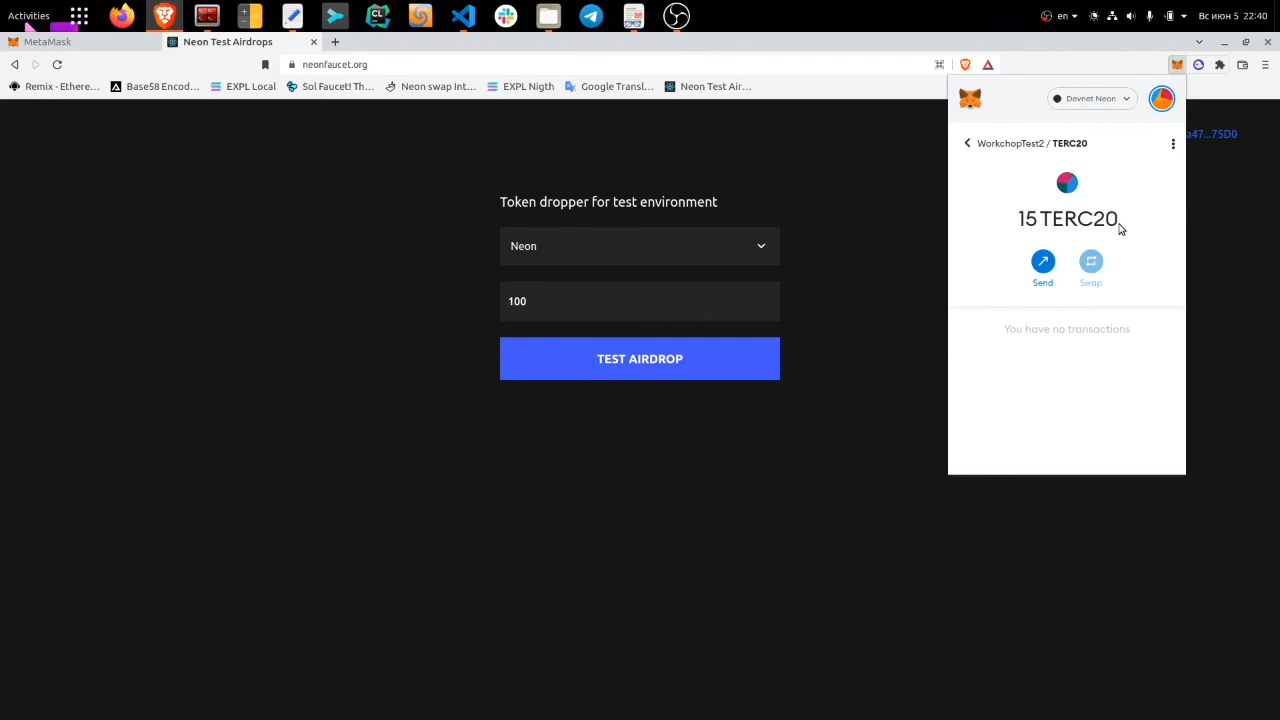 Activities
en
Вс июн 5 22:40
MetaMask
Neon Test Airdrops
neonfaucet.org
Remix - Ethere...
Base58 Encod...
EXPL Local
Sol Faucet! Th...
Neon swap Int...
EXPL Nigth
Google Transl...
Neon Test Air...
Devnet Neon
a47...75D0
WorkchopTest2 / TERC20
15 TERC20
Send
Swap
You have no transactions
Token dropper for test environment
Neon
100
TEST AIRDROP